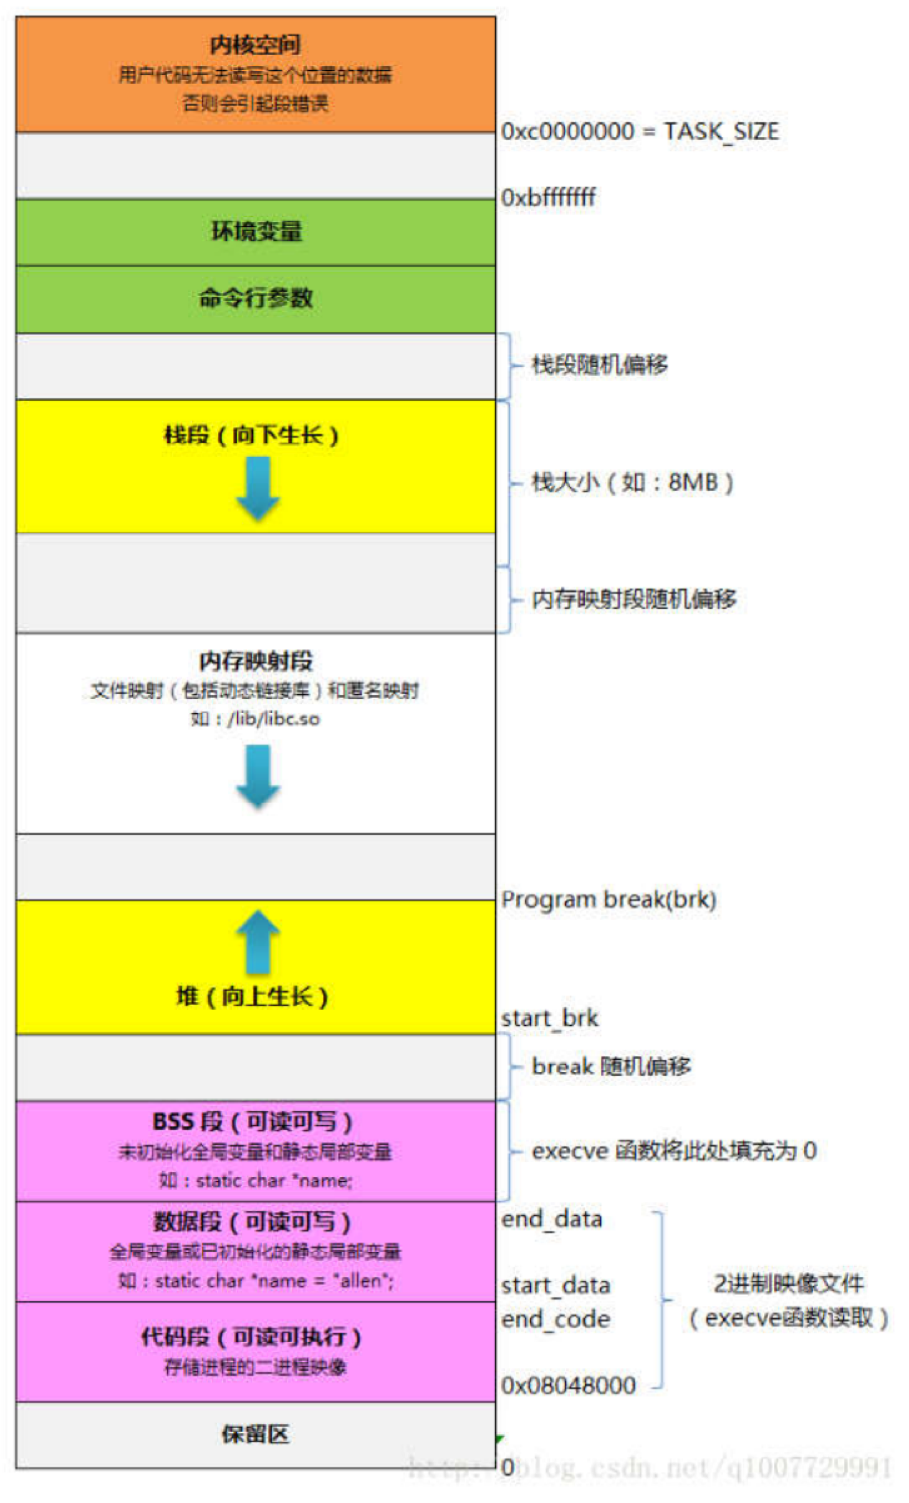 内核空间
用户代码无法读写这个位置的数据
否则会引起段错误
0xc0000000 = TASK_SIZE
0xbfffffff
环境变量
命令行参数
栈段随机偏移
栈段（向下生长）
栈大小（如：8MB）
内存映射段随机偏移
内存映射段
文件映射（包括动态链接库）和匿名映射
如：/lib/libc.so
Program break(brk)
堆（向上生长）
start_brk
break 随机偏移
BSS 段（可读可写）
未初始化全局变量和静态局部变量
如：static char *name;
execve 函数将此处填充为 0
数据段（可读可写）
全局变量或已初始化的静态局部变量
如：static char *name = "allen";
end_data
start_data
2进制映像文件
（execve函数读取）
end_code
代码段（可读可执行）
存储进程的二进程映像
0x08048000
保留区
0
http://blog.csdn.net/q1007729991